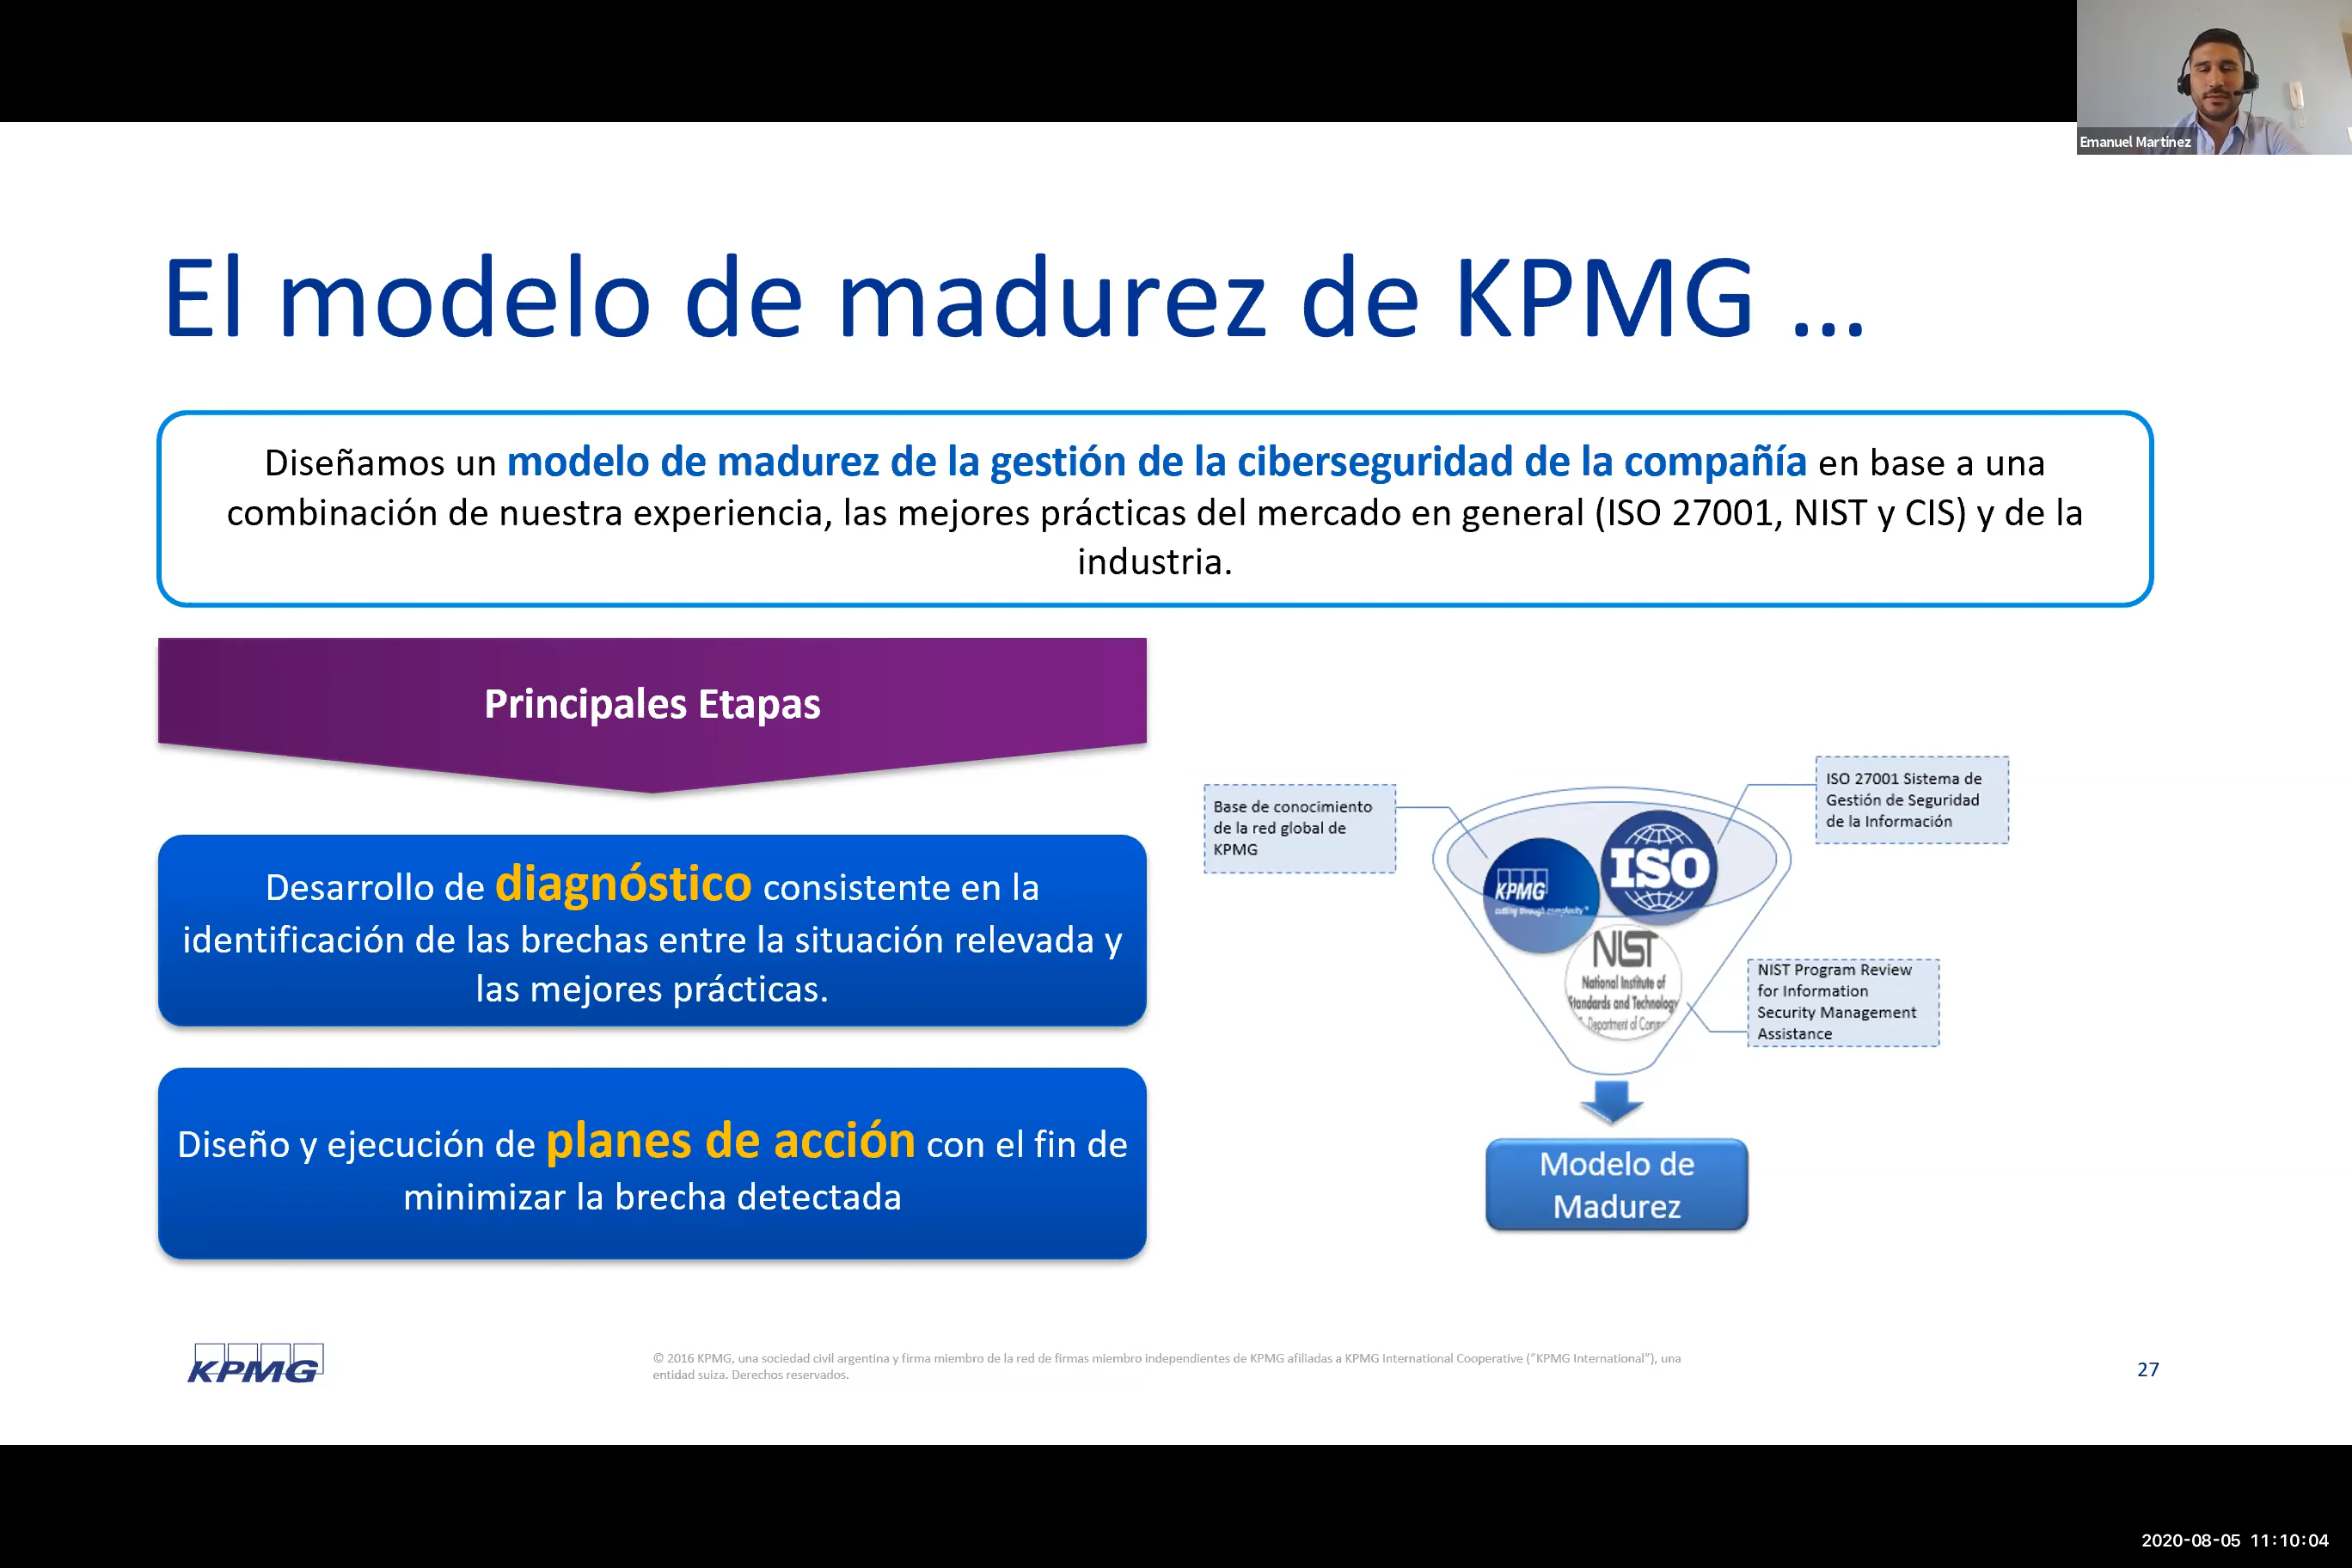 Emanuel Martinez
El modelo de madurez de KPMG ...
Diseñamos un modelo de madurez de la gestión de la ciberseguridad de la compañía en base a una
combinación de nuestra experiencia, las mejores prácticas del mercado en general (ISO 27001, NIST y CIS) y de la
industria.
Principales Etapas
Desarrollo de diagnóstico consistente en la
identificación de las brechas entre la situación relevada y
las mejores prácticas.
Diseño y ejecución de planes de acción con el fin de
minimizar la brecha detectada
Base de conocimiento
de la red global de
KPMG
ISO 27001 Sistema de
Gestión de Seguridad
de la Información
KPMG
cutting through complexity™
ISO
NIST
National Institute of
Standards and Technology
Department of
NIST Program Review
for Information
Security Management
Assistance
Modelo de
Madurez
KPMG
© 2016 KPMG, una sociedad civil argentina y firma miembro de la red de firmas miembro independientes de KPMG afiliadas a KPMG International Cooperative ("KPMG International"), una
entidad suiza. Derechos reservados.
27
2020-08-05 11:10:04